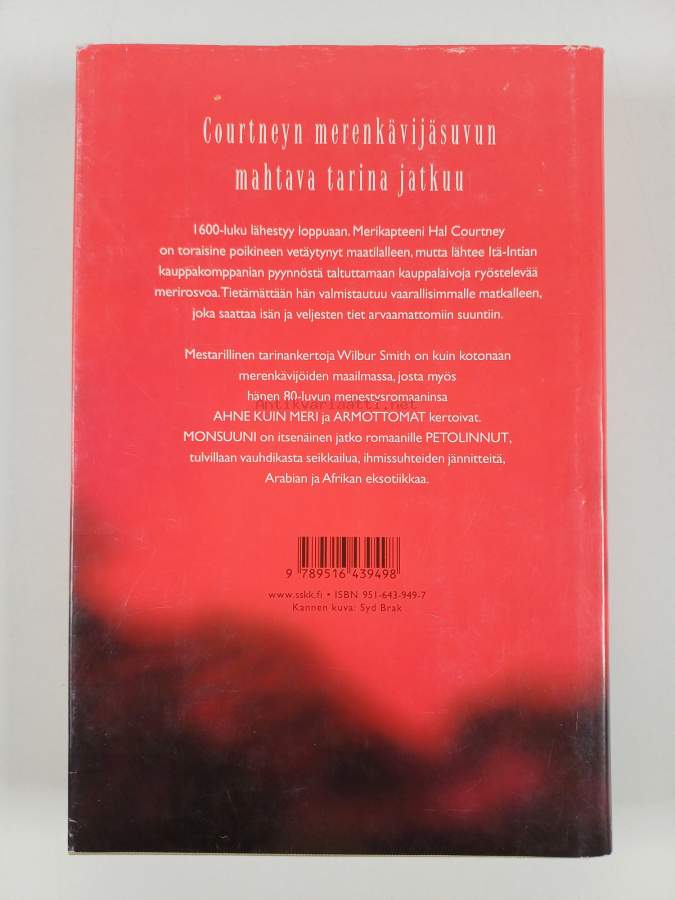 Courtneyn merenkävijäsuvun
mahtava tarina jatkuu
1600-luku lähestyy loppuaan. Merikapteeni Hal Courtney
on toraisine poikineen vetäytynyt maatilalleen, mutta lähtee Itä-Intian
kauppakomppanian pyynnöstä taltuttamaan kauppalaivoja ryöstelevää
merirosvoa. Tietämättään hän valmistautuu vaarallisimmalle matkalleen,
joka saattaa isän ja veljesten tiet arvaamattomiin suuntiin.
Mestarillinen tarinankertoja Wilbur Smith on kuin kotonaan
merenkävijöiden maailmassa, josta myös
hänen 80-luvun menestysromaaninsa
Antikvariaatti.net
AHNE KUIN MERI ja ARMOTTOMAT kertoivat.
MONSUUNI on itsenäinen jatko romaanille PETOLINNUT,
tulvillaan vauhdikasta seikkailua, ihmissuhteiden jännitteitä,
Arabian ja Afrikan eksotiikkaa.
9 789516 439498
www.sskk.fi • ISBN 951-643-949-7
Kannen kuva: Syd Brak